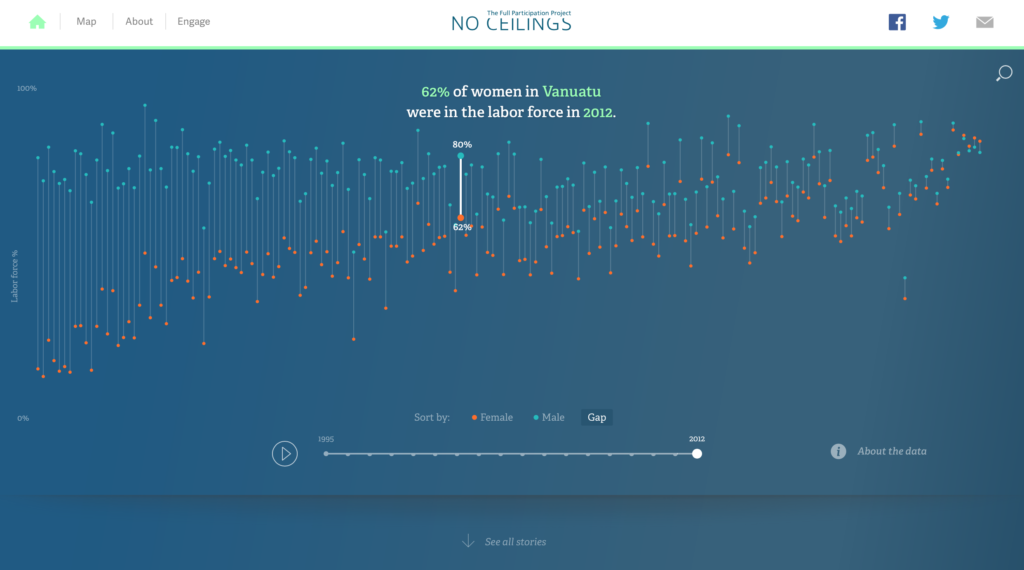 Map
About
Engage
The Full Participation Project
NO CEILINGS
100%
62% of women in Vanuatu
were in the labor force in 2012.
80%
62%
Labor force %
0%
Sort by:
Female
Male
Gap
1995
2012
i
About the data
See all stories